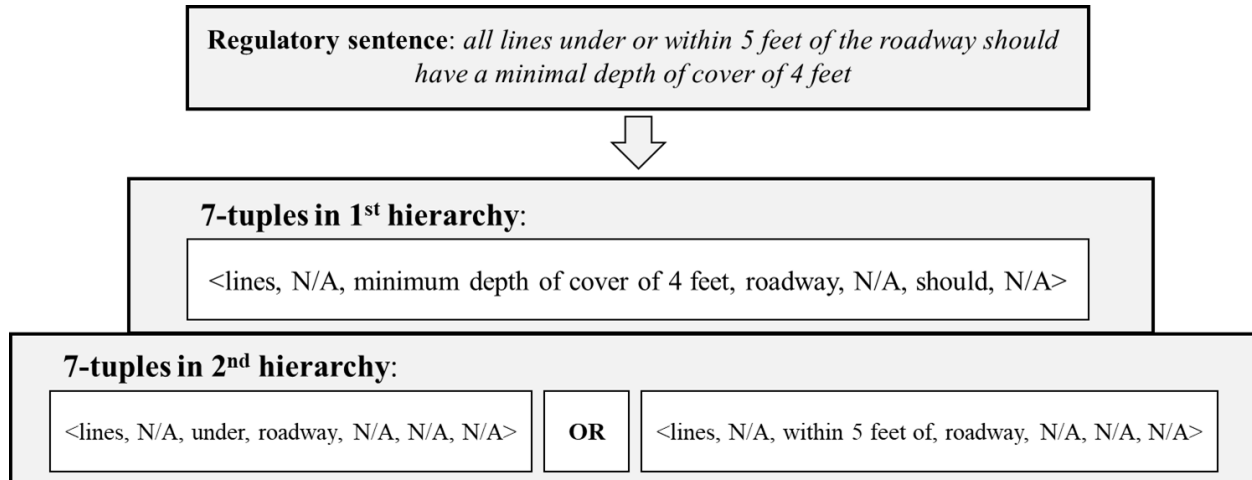 Regulatory sentence: all lines under or within 5 feet of the roadway should
have a minimal depth of cover of 4 feet
7-tuples in 1st hierarchy:
<lines, N/A, minimum depth of cover of 4 feet, roadway, N/A, should, N/A>
7-tuples in 2nd hierarchy:
<lines, N/A, under, roadway, N/A, N/A, N/A>
OR
<lines, N/A, within 5 feet of, roadway, N/A, N/A, N/A>